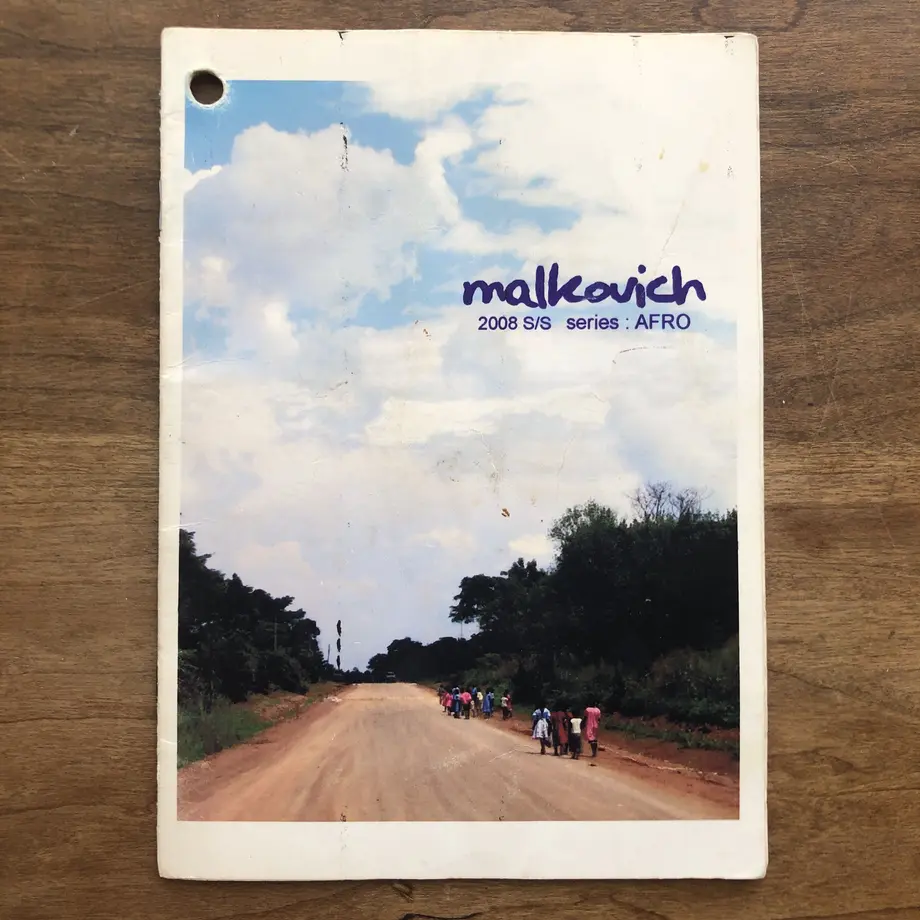 malkovich
2008 S/S series : AFRO